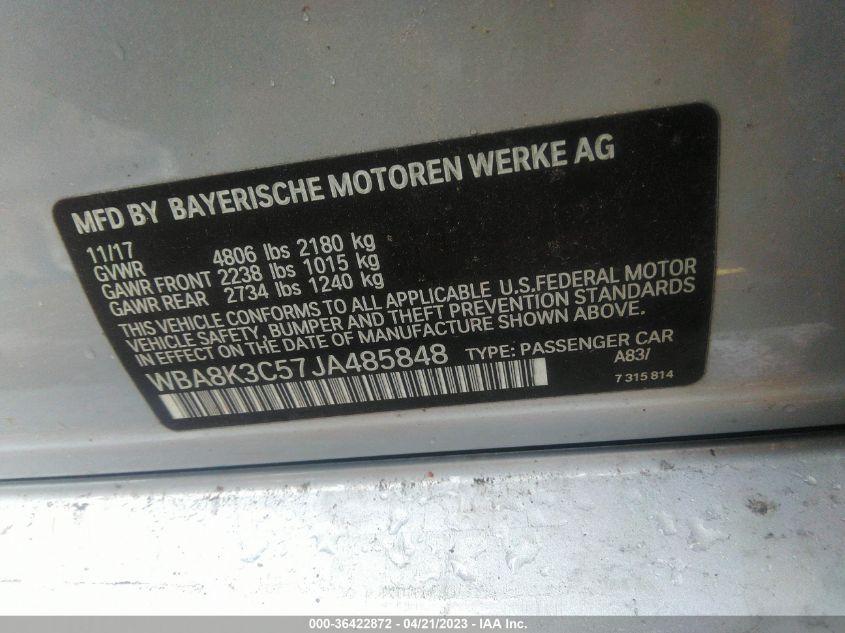 MFD BY BAYERISCHE MOTOREN WERKE AG
11/17
GVWR 4806 lbs 2180 kg
GAWR FRONT 2238 lbs 1015 kg
GAWR REAR 2734 lbs 1240 kg
THIS VEHICLE CONFORMS TO ALL APPLICABLE U.S.FEDERAL MOTOR
VEHICLE SAFETY, BUMPER AND THEFT PREVENTION STANDARDS
IN EFFECT ON THE DATE OF MANUFACTURE SHOWN ABOVE.
WBA8K3C57JA485848 TYPE: PASSENGER CAR
A83/
7 315 814
000-36422872 - 04/21/2023 - IAA Inc.